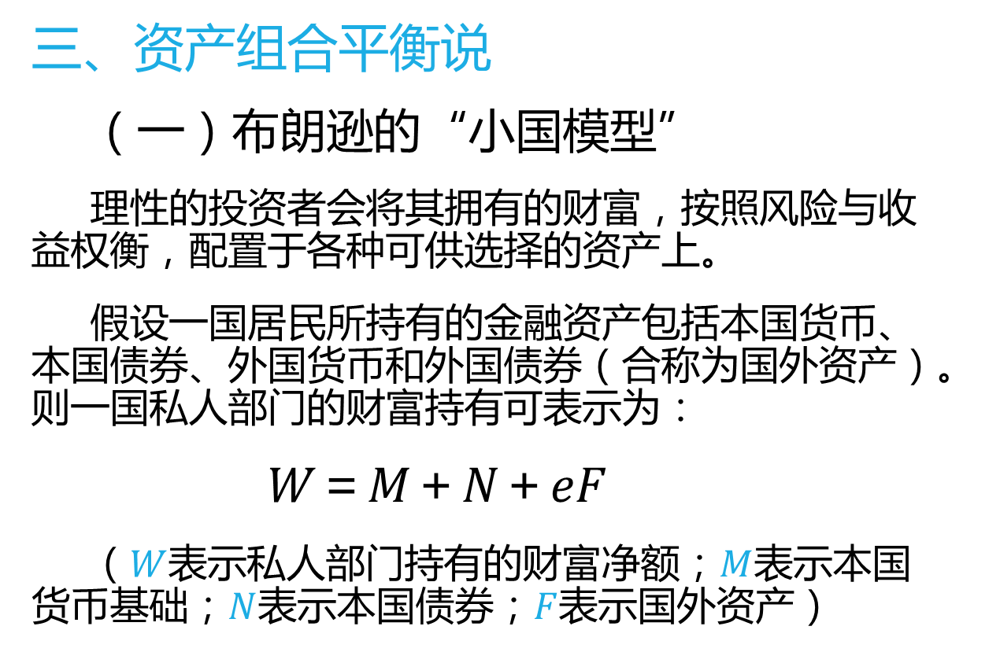 三、资产组合平衡说
（一）布朗逊的“小国模型”
理性的投资者会将其拥有的财富，按照风险与收
益权衡，配置于各种可供选择的资产上。
假设一国居民所持有的金融资产包括本国货币、
本国债券、外国货币和外国债券（合称为国外资产）。
则一国私人部门的财富持有可表示为：
W = M + N + eF
（W表示私人部门持有的财富净额；M表示本国
货币基础；N表示本国债券；F表示国外资产）